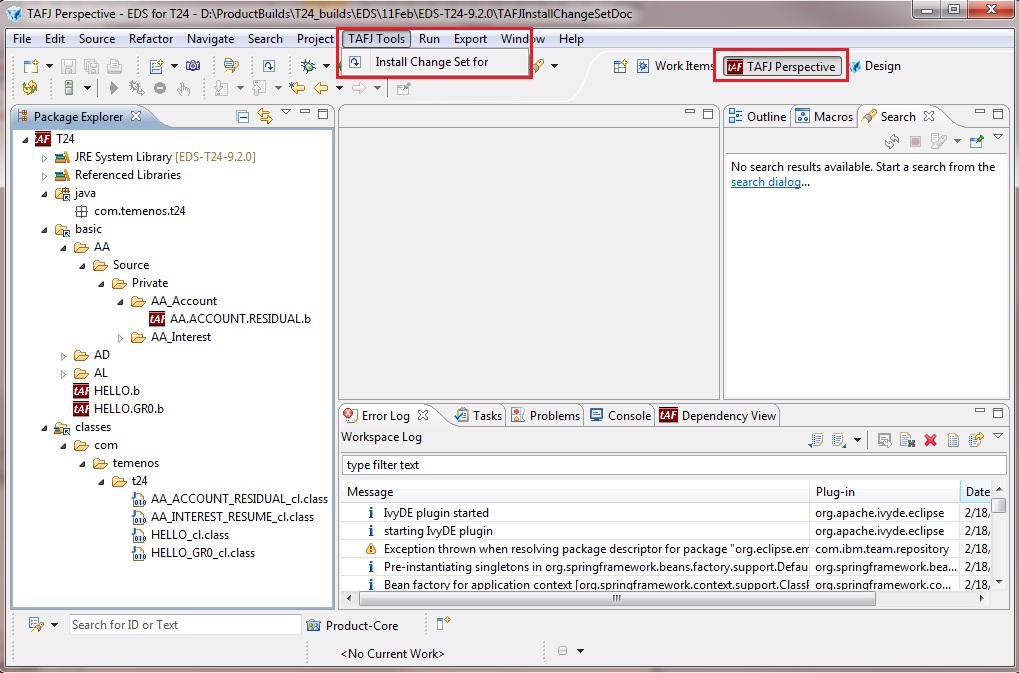 TAFJ Perspective - EDS for T24 - D:\ProductBuilds\T24_builds\EDS\11Feb\EDS-T24-9.2.0\TAFJInstallChangeSetDoc
File Edit Source Refactor Navigate Search Project TAFJ Tools Run Export Window Help
Install Change Set for
Work Items TAFJ Perspective Design
Package Explorer
T24
JRE System Library [EDS-T24-9.2.0]
Referenced Libraries
java
com.temenos.t24
basic
AA
Source
Private
AA_Account
AA.ACCOUNT.RESIDUAL.b
AA_Interest
AD
AL
HELLO.b
HELLO.GR0.b
classes
com
temenos
t24
AA_ACCOUNT_RESIDUAL_cl.class
AA_INTEREST_RESUME_cl.class
HELLO_cl.class
HELLO_GR0_cl.class
Outline Macros Search
No search results available. Start a search from the
search dialog...
Error Log Tasks Problems Console Dependency View
Workspace Log
type filter text
Message Plug-in Date
IvyDE plugin started org.apache.ivyde.eclipse 2/18/
starting IvyDE plugin org.apache.ivyde.eclipse 2/18/
Exception thrown when resolving package descriptor for package "org.eclipse.em com.ibm.team.repository 2/18/
Pre-instantiating singletons in org.springframework.beans.factory.support.Defau org.springframework.bea... 2/18/
Bean factory for application context [org.springframework.context.support.Classl org.springframework.co... 2/18/
Search for ID or Text Product-Core
<No Current Work>